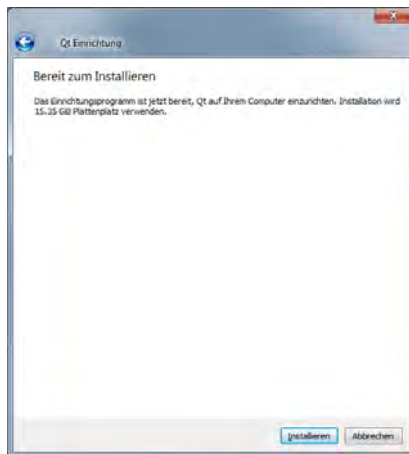 Qt Einrichtung
Bereit zum Installieren
Das Einrichtungsprogramm ist jetzt bereit, Qt auf Ihrem Computer einzurichten. Installation wird
15.35 GB Plattenplatz verwenden.
Installieren Abbrechen